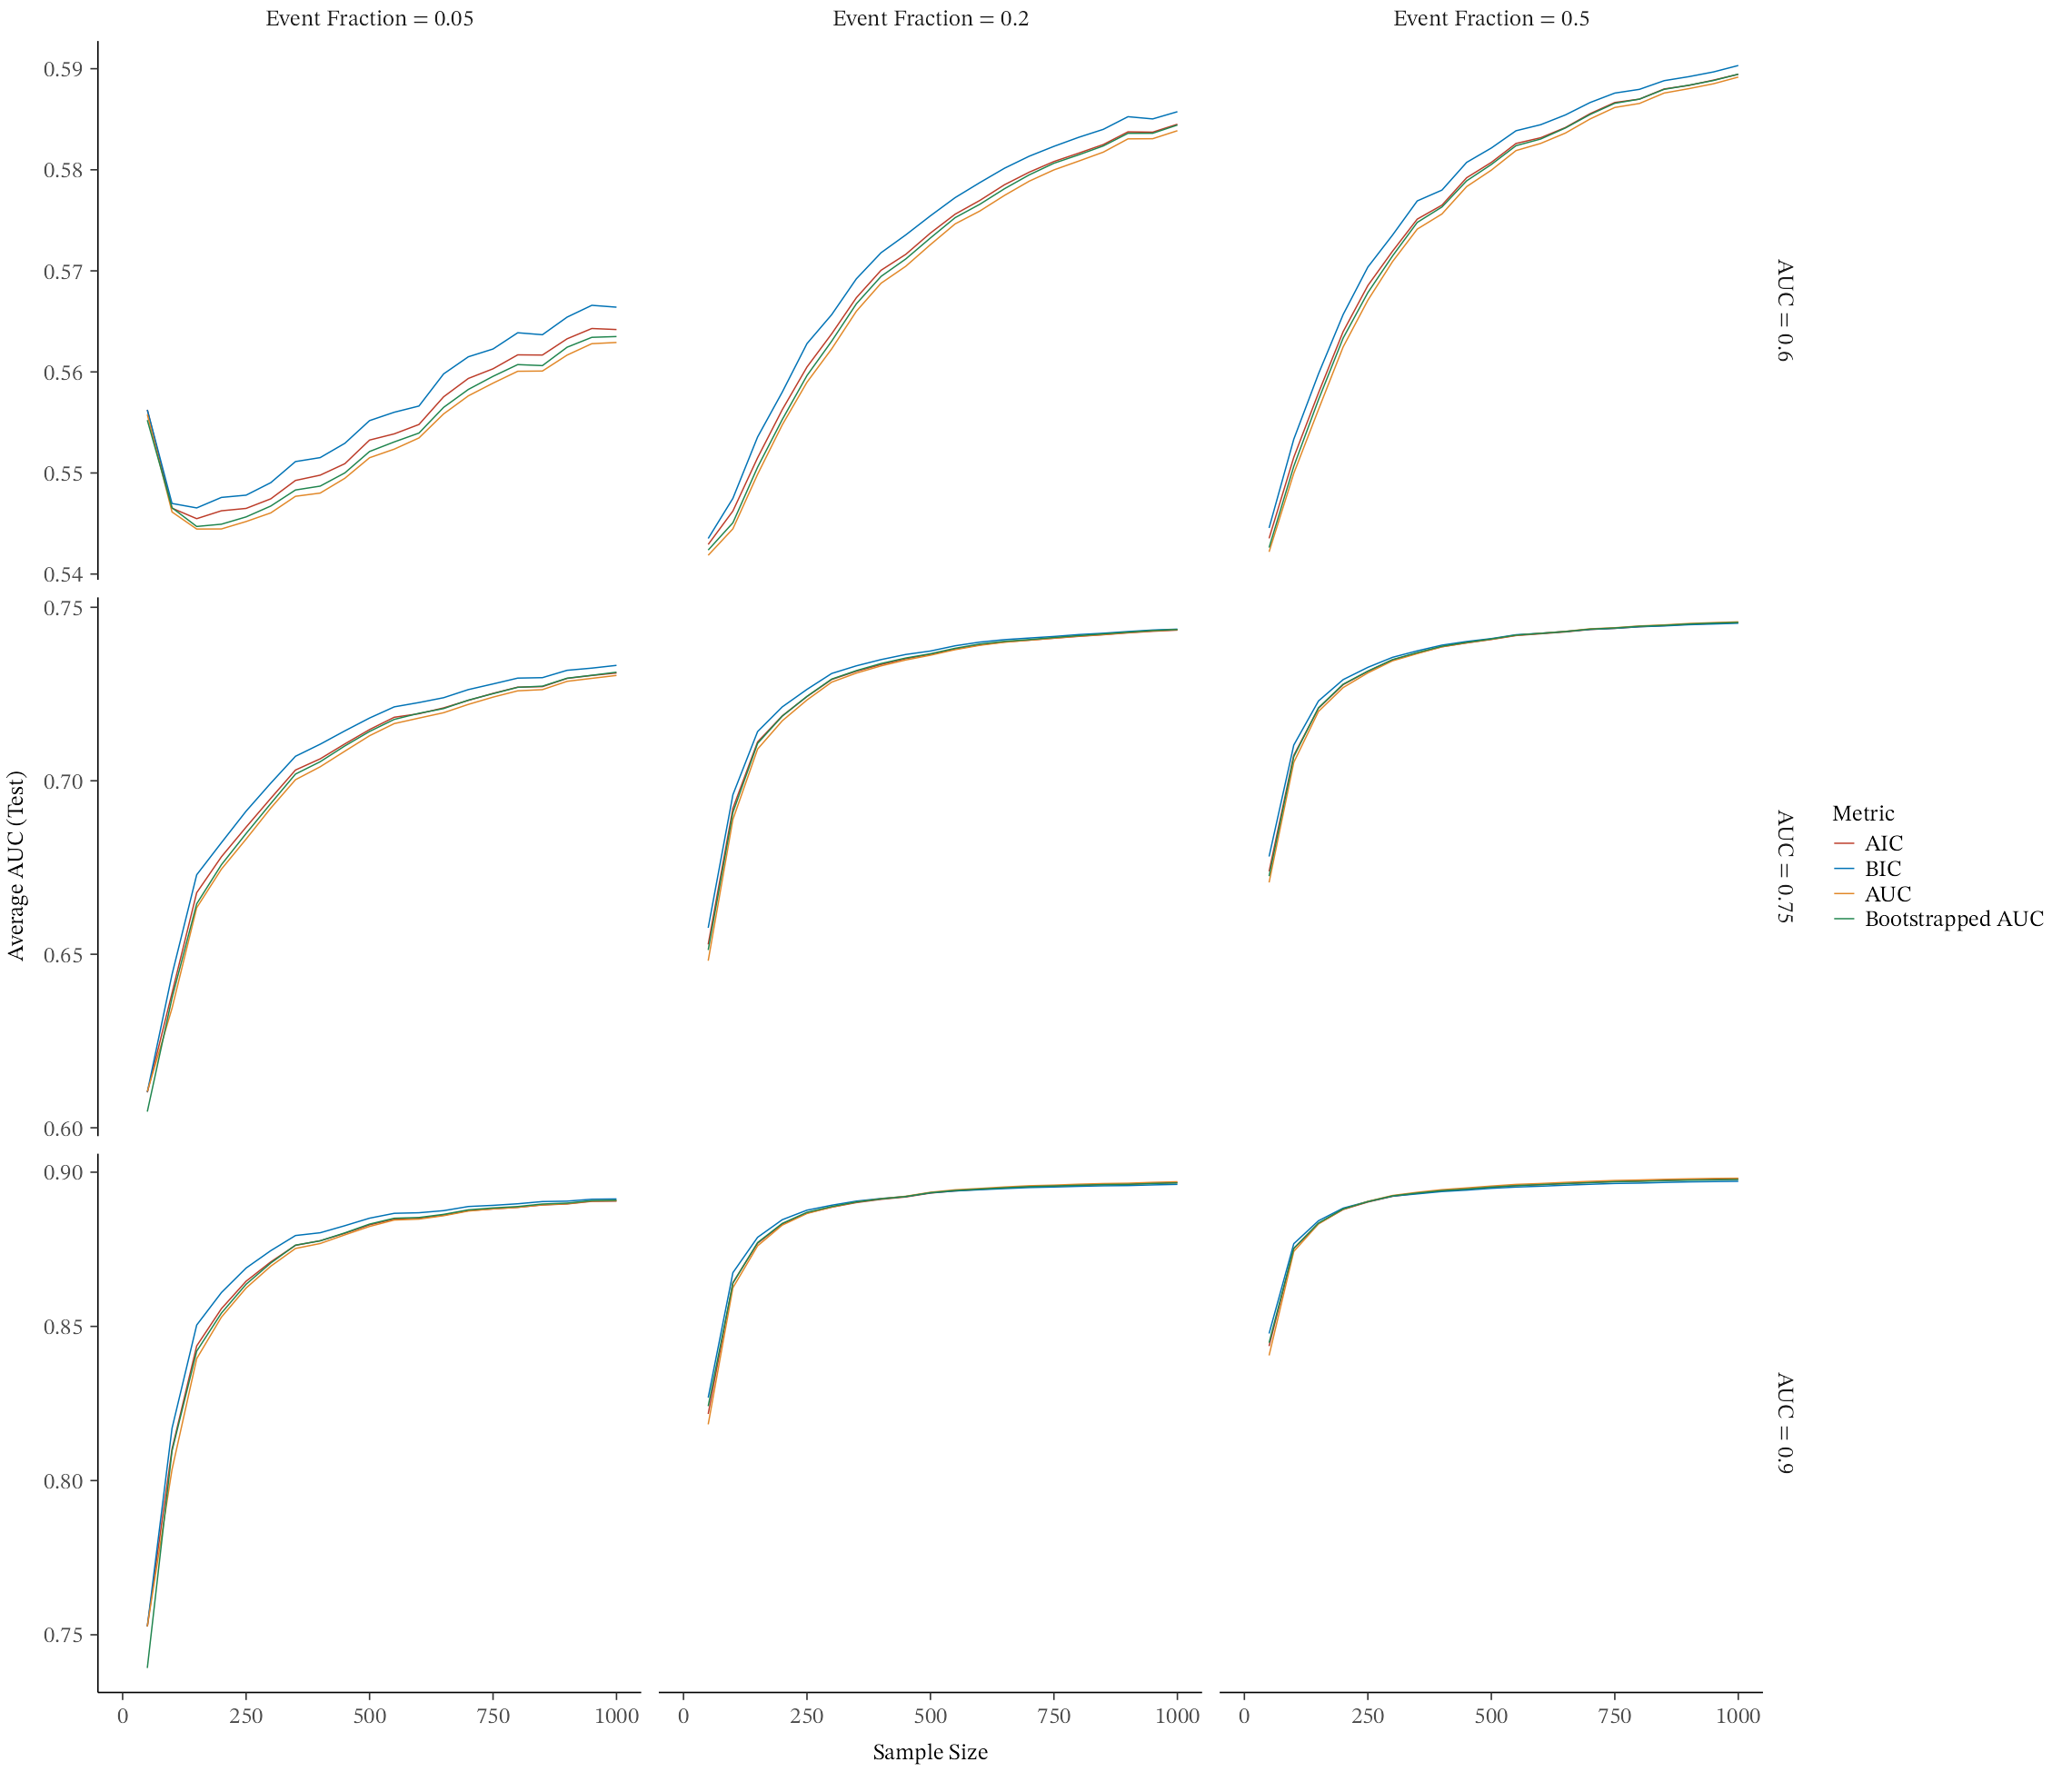 Event Fraction = 0.05
Event Fraction = 0.2
Event Fraction = 0.5
0.59
0.58
0.57
0.56
0.55
0.54
AUC = 0.6
0.75
0.70
0.65
0.60
AUC = 0.75
0.90
0.85
0.80
0.75
AUC = 0.9
Average AUC (Test)
0 250 500 750 1000
0 250 500 750 1000
0 250 500 750 1000
Sample Size
Metric
AIC
BIC
AUC
Bootstrapped AUC